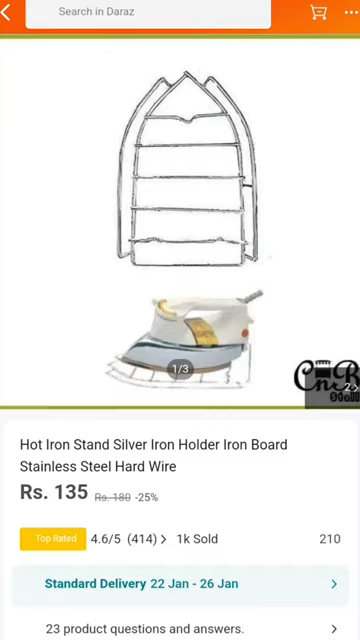 Search in Daraz
1/3
CnB
2
Hot Iron Stand Silver Iron Holder Iron Board
Stainless Steel Hard Wire
Rs. 135 Rs. 180 -25%
Top Rated 4.6/5 (414) 1k Sold 210
Standard Delivery 22 Jan - 26 Jan
23 product questions and answers.